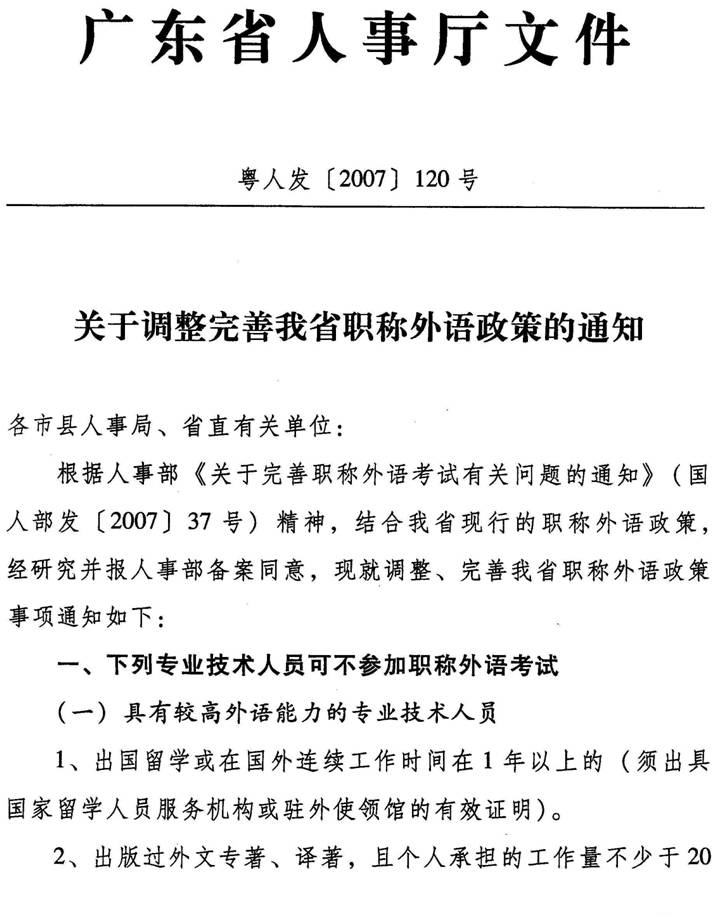 广东省人事厅文件
粤人发〔2007〕120 号
关于调整完善我省职称外语政策的通知
各市县人事局、省直有关单位：
根据人事部《关于完善职称外语考试有关问题的通知》（国
人部发〔2007〕37 号）精神，结合我省现行的职称外语政策，
经研究并报人事部备案同意，现就调整、完善我省职称外语政策
事项通知如下：
一、下列专业技术人员可不参加职称外语考试
（一）具有较高外语能力的专业技术人员
1、出国留学或在国外连续工作时间在 1 年以上的（须出具
国家留学人员服务机构或驻外使领馆的有效证明）。
2、出版过外文专著、译著，且个人承担的工作量不少于 20